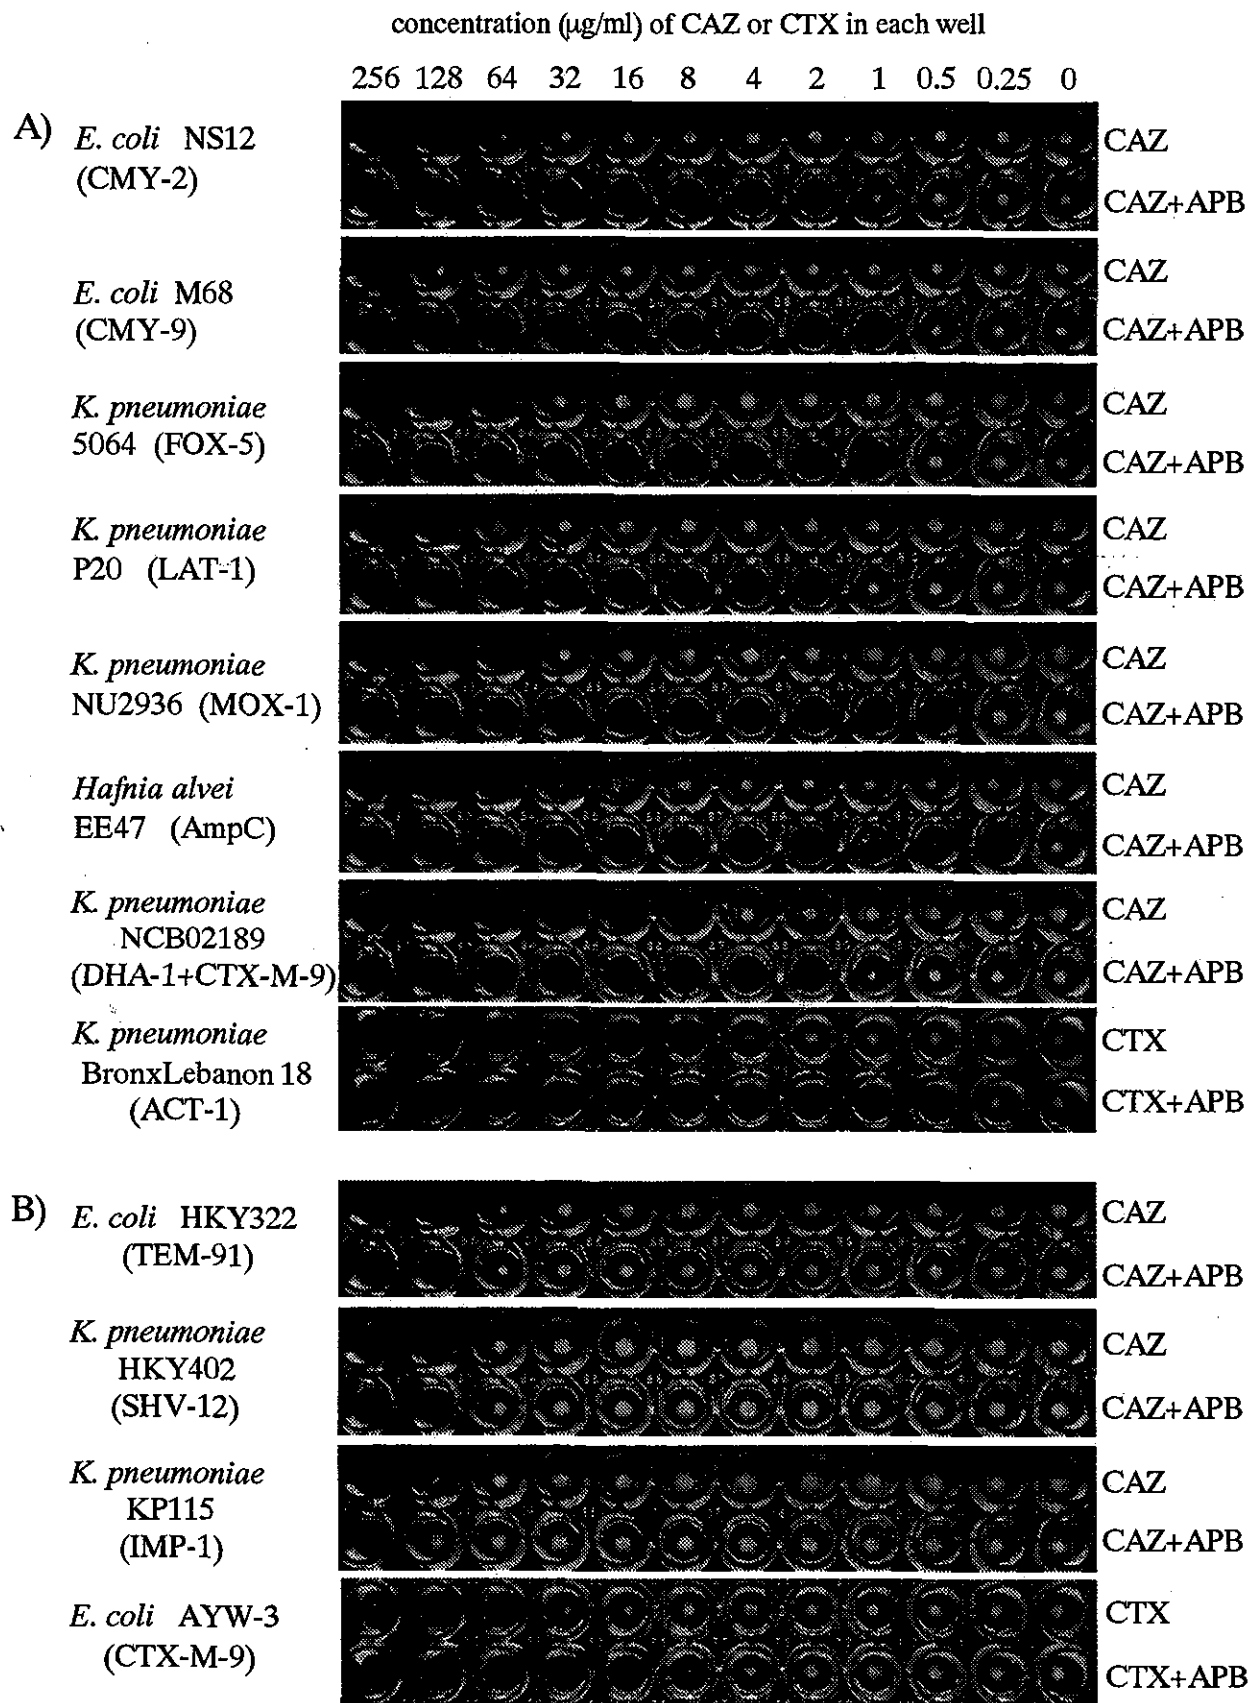 concentration (μg/ml) of CAZ or CTX in each well
256 128 64 32 16 8 4 2 1 0.5 0.25 0
A) E. coli NS12
(CMY-2)
CAZ
CAZ+APB
E. coli M68
(CMY-9)
CAZ
CAZ+APB
K. pneumoniae
5064 (FOX-5)
CAZ
CAZ+APB
K. pneumoniae
P20 (LAT-1)
CAZ
CAZ+APB
K. pneumoniae
NU2936 (MOX-1)
CAZ
CAZ+APB
Hafnia alvei
EE47 (AmpC)
CAZ
CAZ+APB
K. pneumoniae
NCB02189
(DHA-1+CTX-M-9)
CAZ
CAZ+APB
K. pneumoniae
BronxLebanon 18
(ACT-1)
CTX
CTX+APB
B) E. coli HKY322
(TEM-91)
CAZ
CAZ+APB
K. pneumoniae
HKY402
(SHV-12)
CAZ
CAZ+APB
K. pneumoniae
KP115
(IMP-1)
CAZ
CAZ+APB
E. coli AYW-3
(CTX-M-9)
CTX
CTX+APB